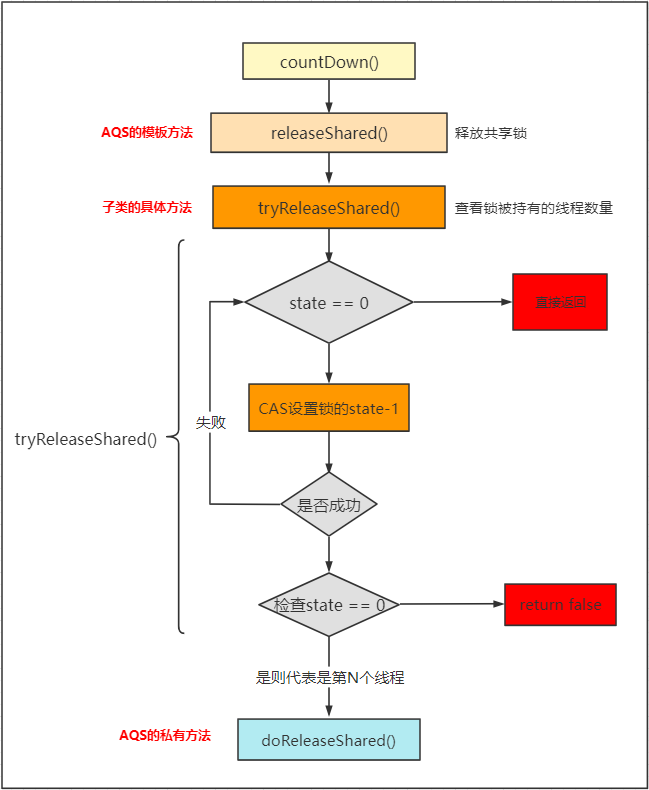 countDown()
AQS的模板方法
releaseShared()
释放共享锁
子类的具体方法
tryReleaseShared()
查看锁被持有的线程数量
state == 0
直接返回
CAS设置锁的state-1
失败
tryReleaseShared()
是否成功
检查state == 0
return false
是则代表是第N个线程
AQS的私有方法
doReleaseShared()